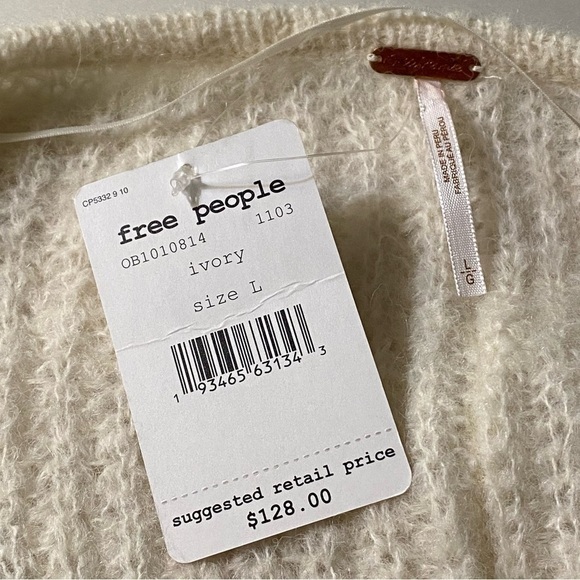 CP5332 9 10
free people
OB1010814 1103
ivory
size L
1 93465 63134 3
suggested retail price
$128.00
MADE IN PERU
FABRIQUÉ AU PÉROU
L
G